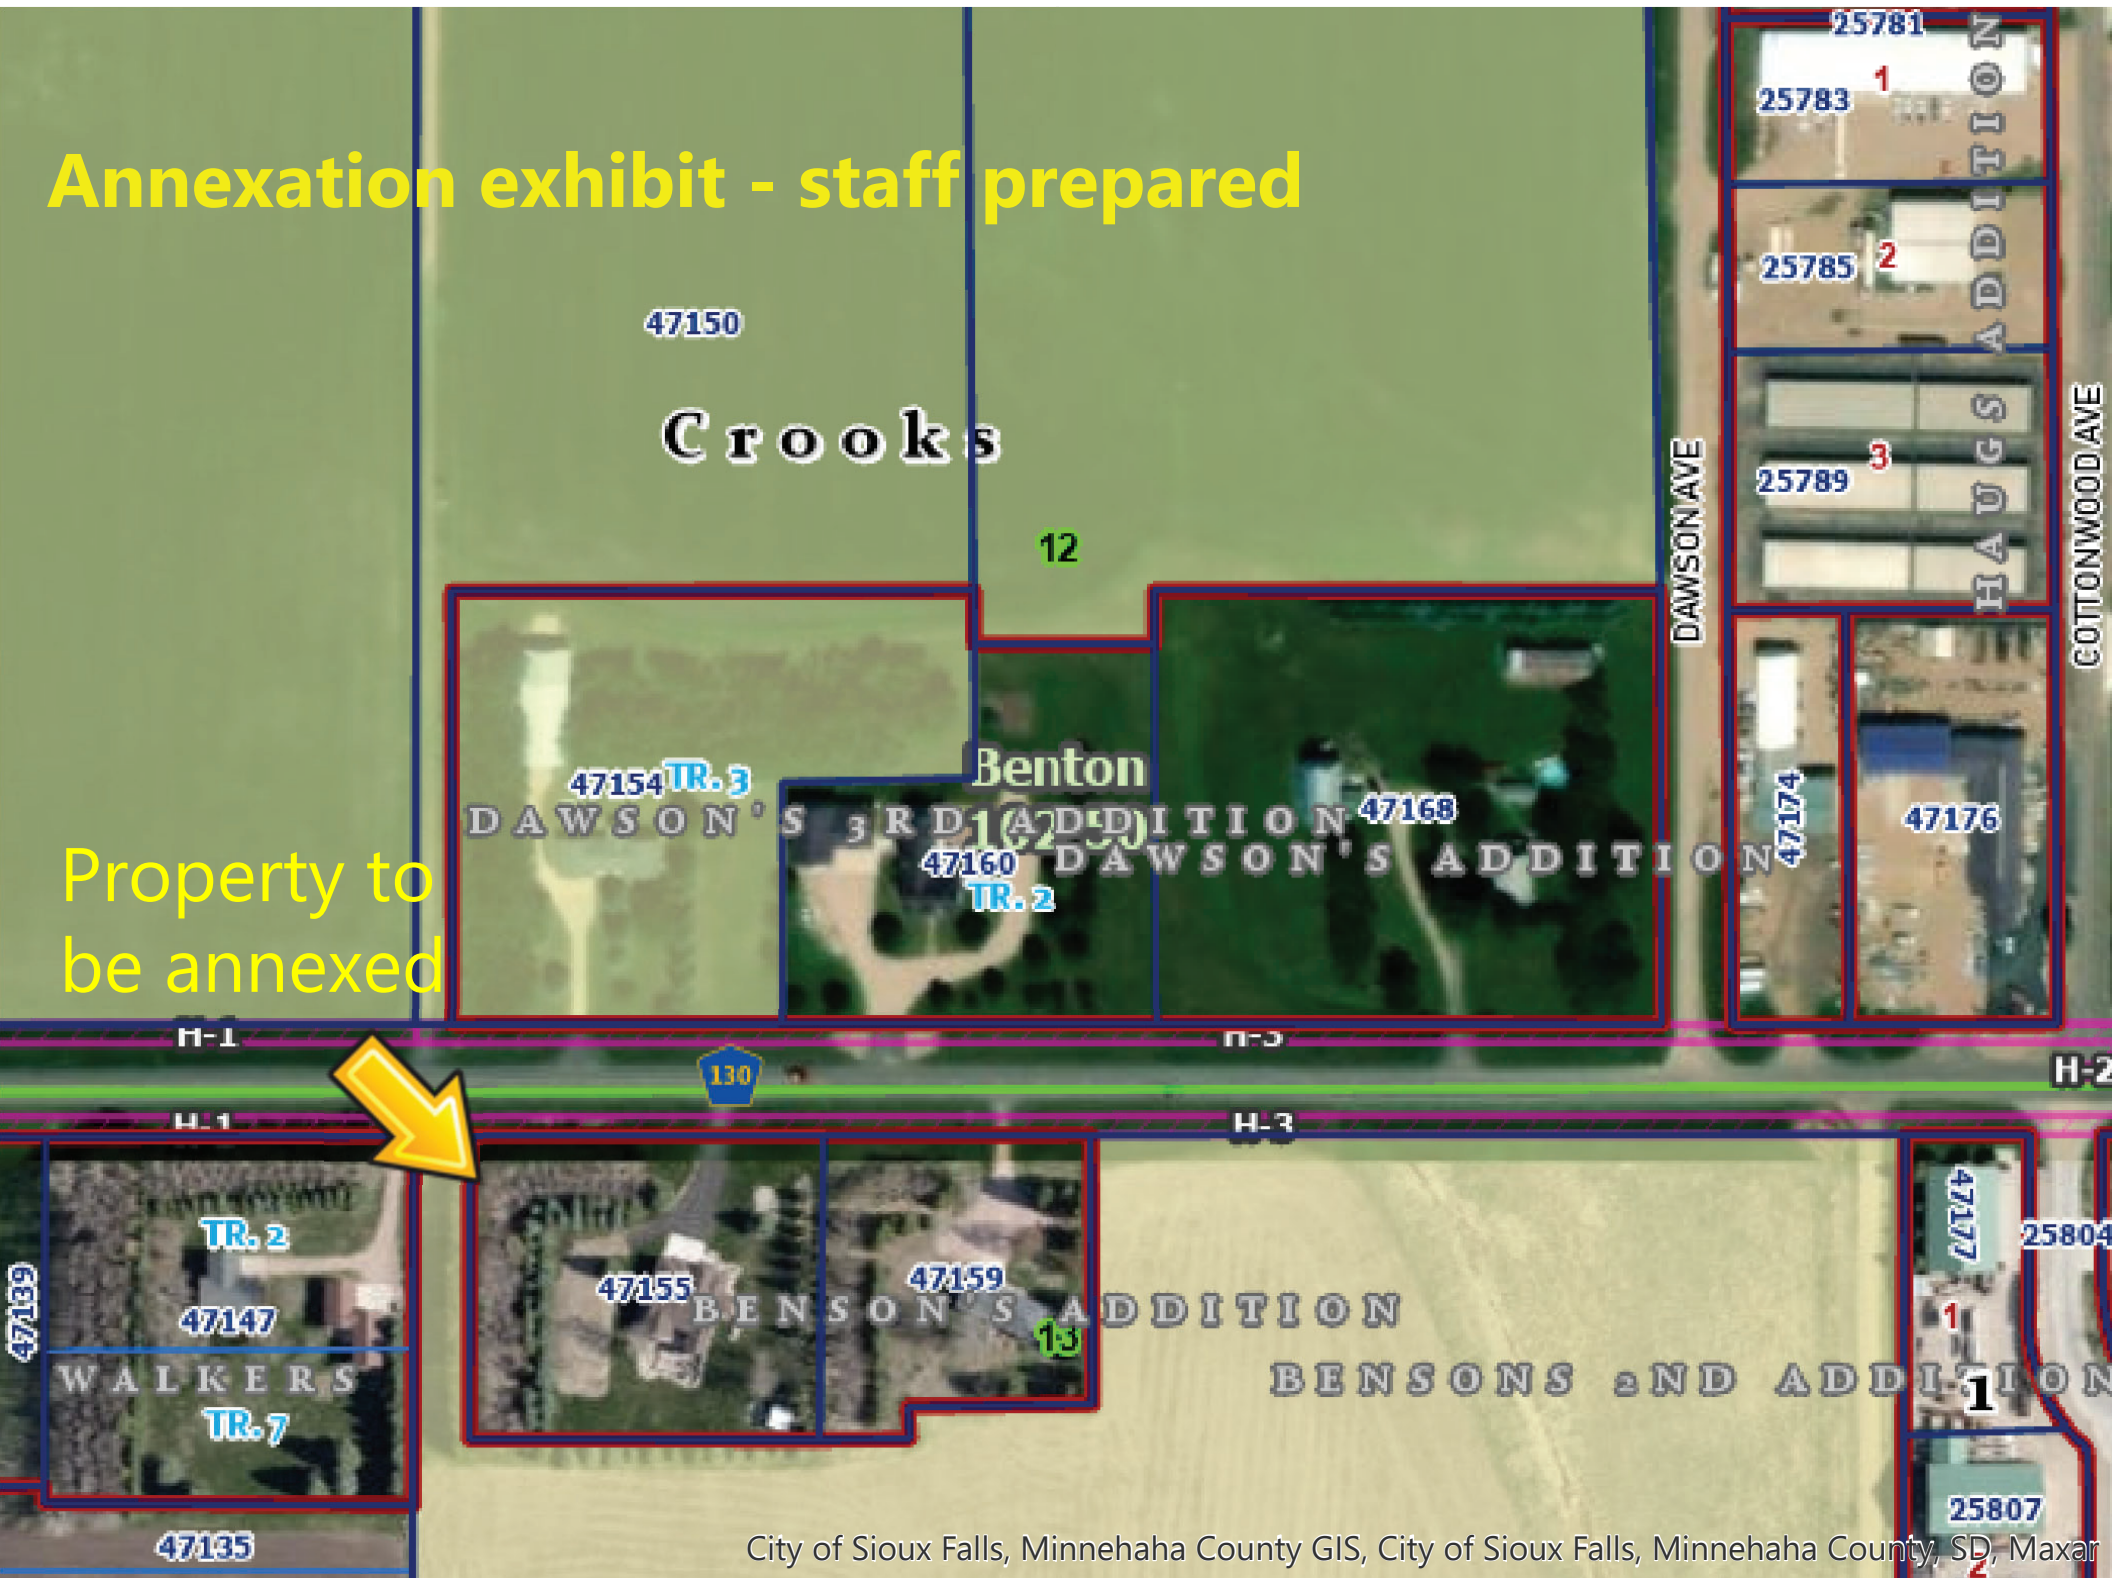 25781
1
25783
Annexation exhibit - staff prepared
2
25785
47150
Crooks
3
25789
HAUGS ADDITION
DAWSON AVE
COTTONWOOD AVE
12
Benton
47154 TR. 3
DAWSON'S 3RD ADDITION
47168
47174
47176
47160
DAWSON'S ADDITION
TR. 2
Property to
be annexed
H-1
H-3
130
H-2
H-1
H-3
TR. 2
47139
47147
WALKERS
TR. 7
47135
47155
47159
BENSON'S ADDITION
13
BENSONS 2ND ADDITION
47177
25804
1
1
25807
2
City of Sioux Falls, Minnehaha County GIS, City of Sioux Falls, Minnehaha County, SD, Maxar